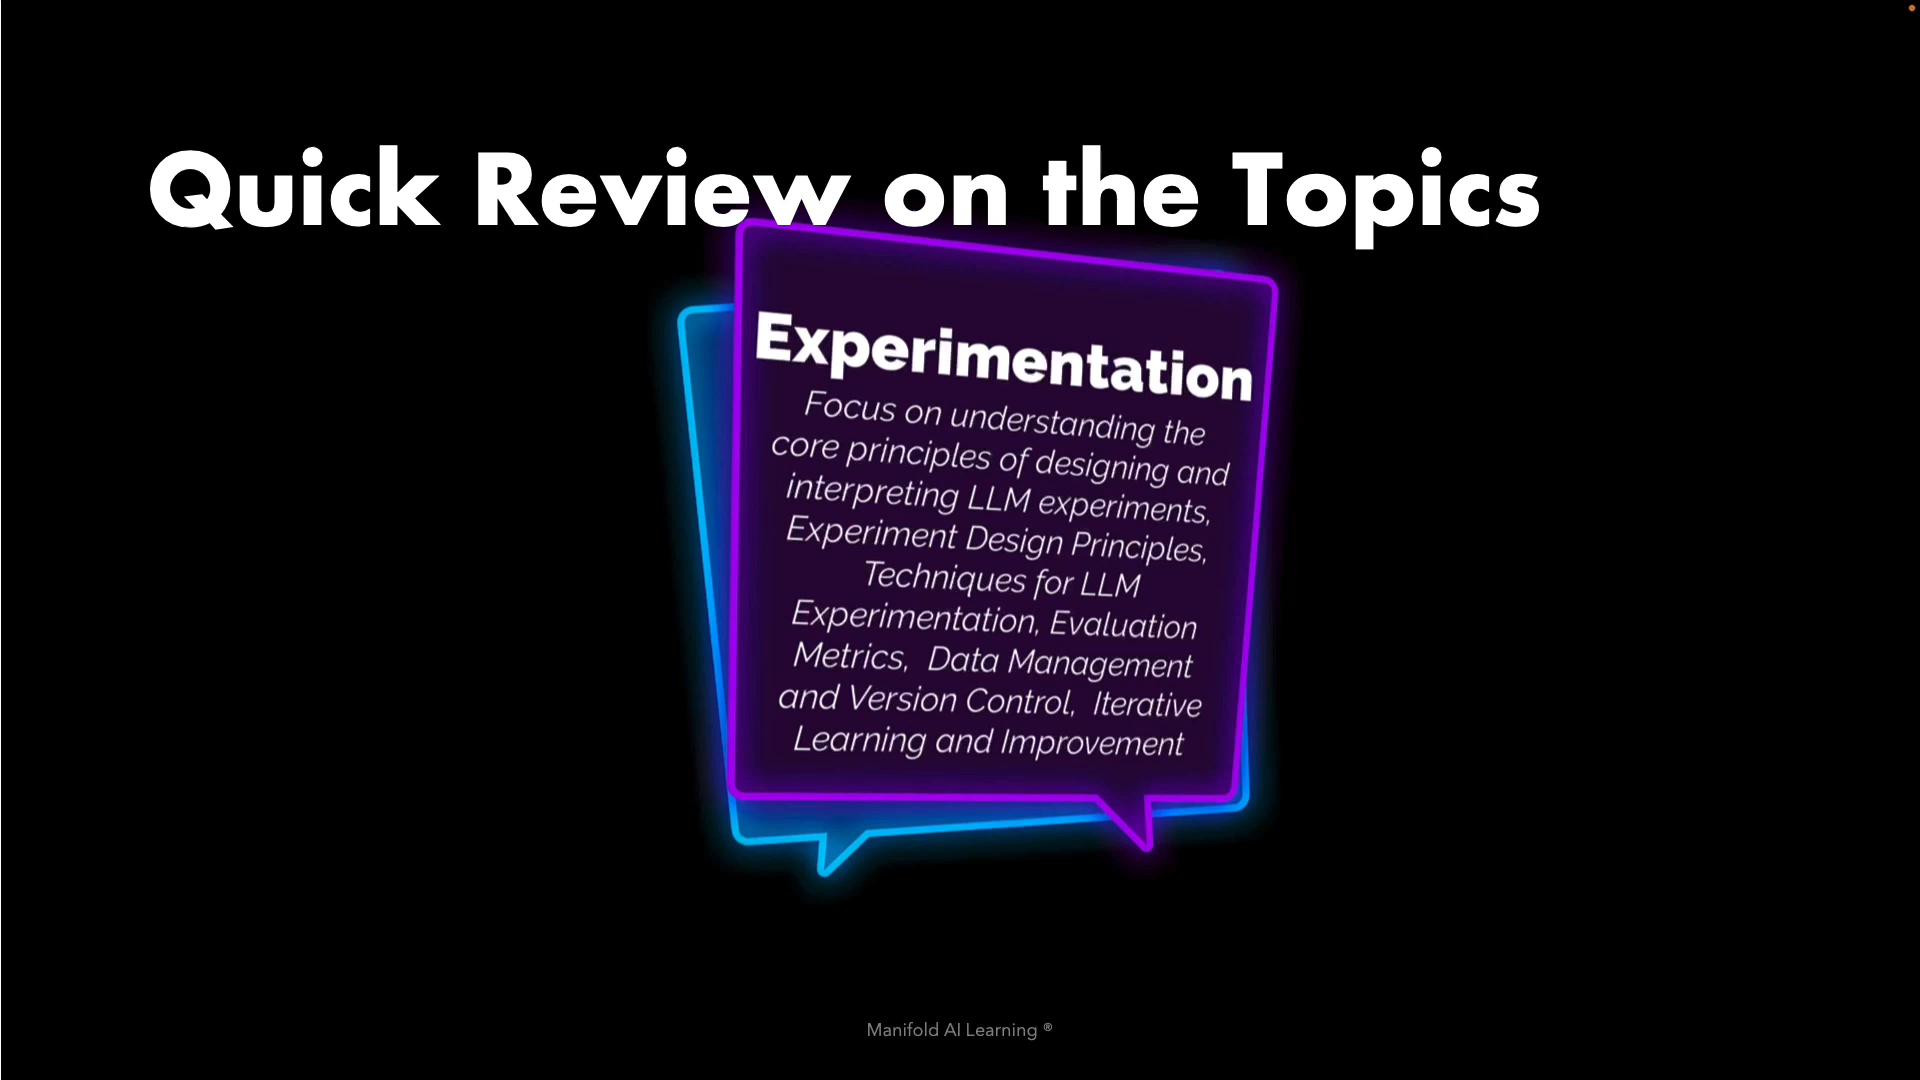 Quick Review on the Topics
Experimentation
Focus on understanding the
core principles of designing and
interpreting LLM experiments,
Experiment Design Principles,
Techniques for LLM
Experimentation, Evaluation
Metrics, Data Management
and Version Control, Iterative
Learning and Improvement
Manifold AI Learning ®